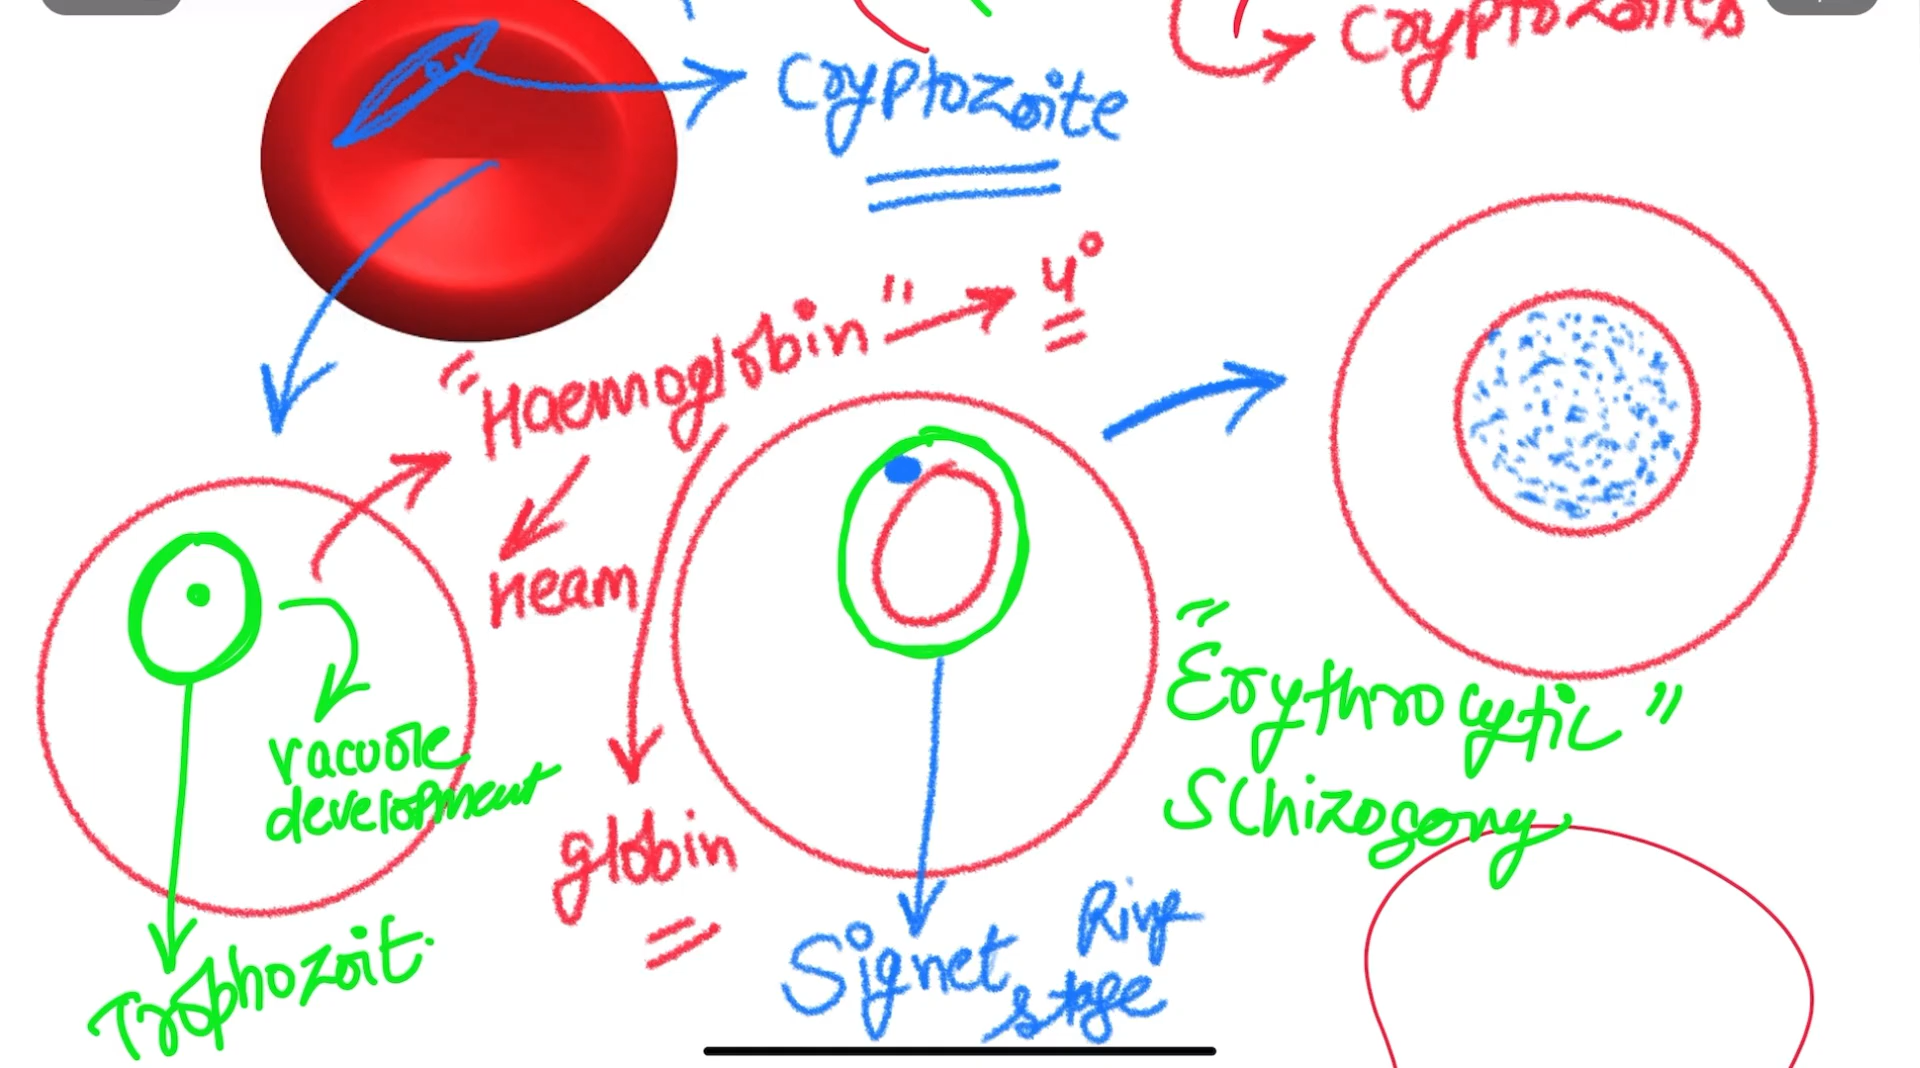 Cryptozoites
Cryptozoite
"Haemoglobin" → 4°
heam
vacuole
development
globin
"Erythrocytic"
Schizogony
Trophozoit.
Signet Ring
stage